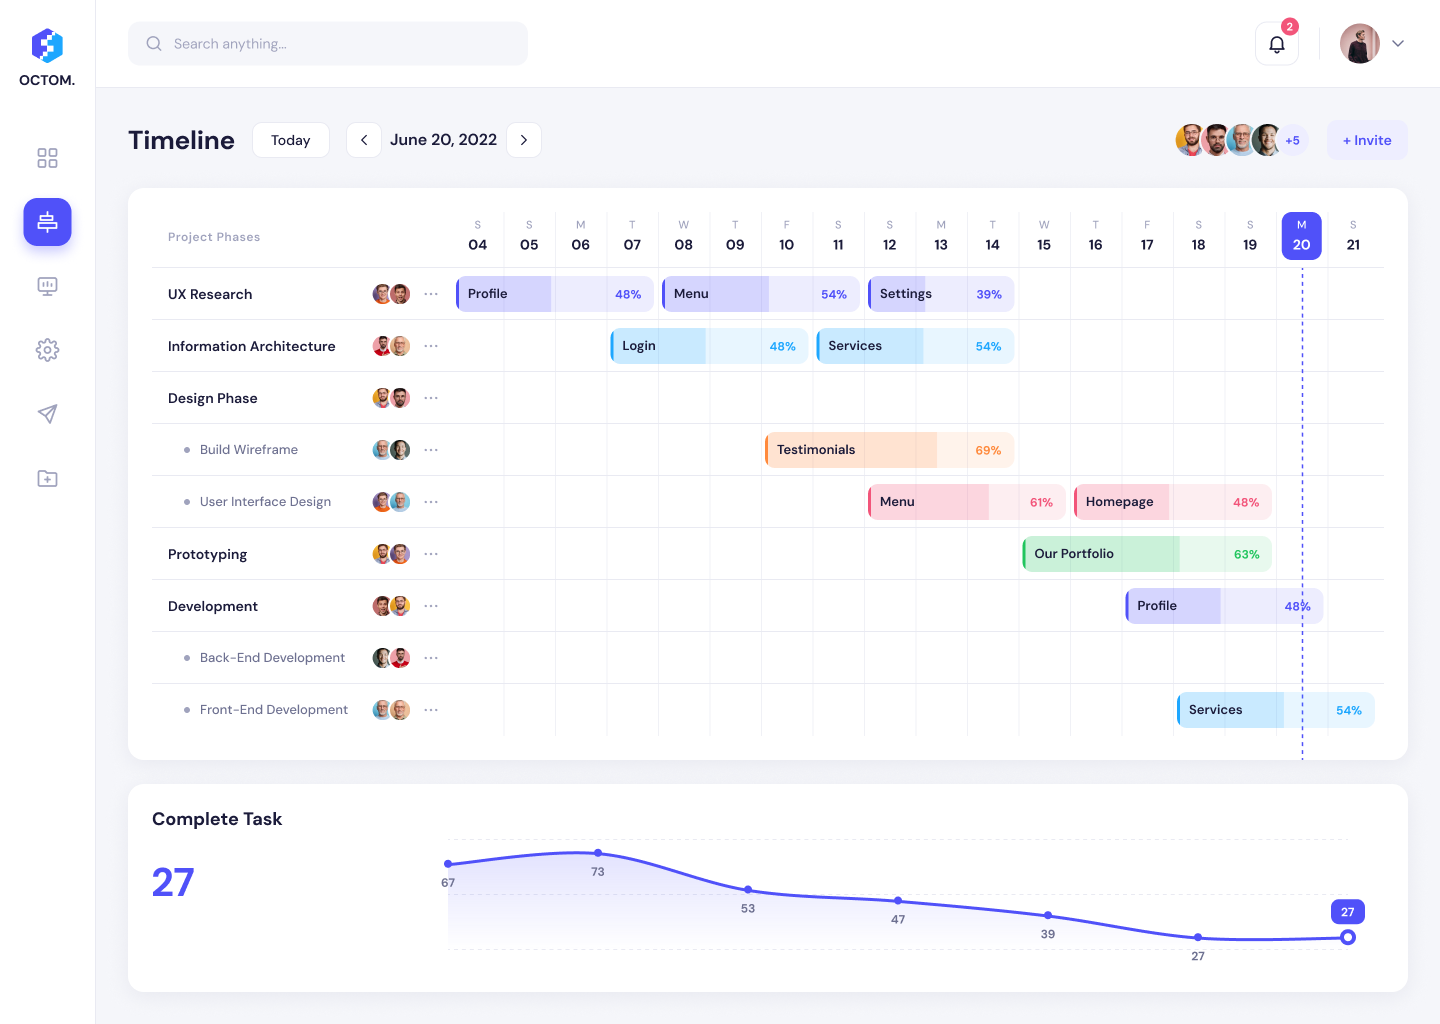 OCTOM.
Search anything...
2
Timeline
Today
June 20, 2022
+5
+ Invite
Project Phases
S S M T W T F S S M T W T F S S M S
04 05 06 07 08 09 10 11 12 13 14 15 16 17 18 19 20 21
UX Research
Profile 48%
Menu 54%
Settings 39%
Information Architecture
Login 48%
Services 54%
Design Phase
Build Wireframe
Testimonials 69%
User Interface Design
Menu 61%
Homepage 48%
Prototyping
Our Portfolio 63%
Development
Profile 48%
Back-End Development
Front-End Development
Services 54%
Complete Task
27
67
73
53
47
39
27
27